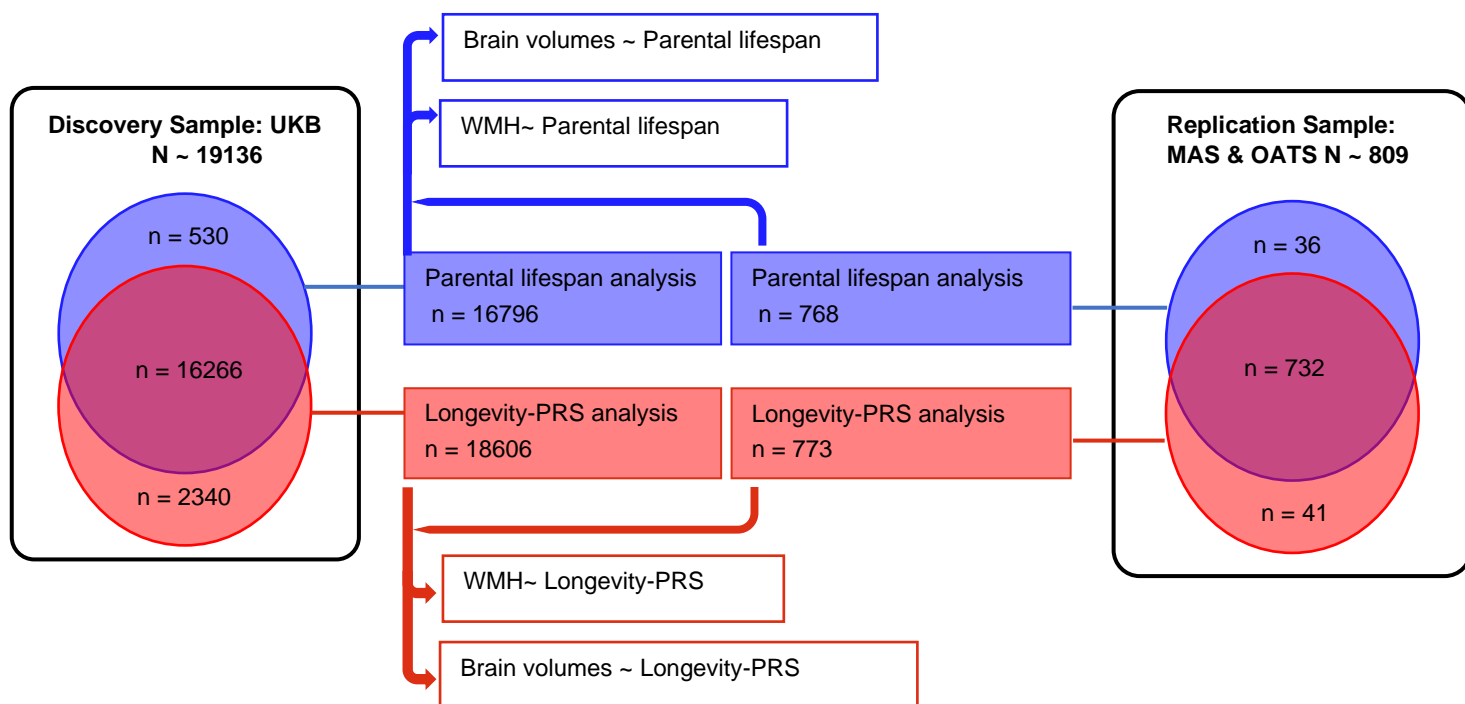 Brain volumes ~ Parental lifespan
WMH~ Parental lifespan
Discovery Sample: UKB
N ~ 19136
n = 530
n = 16266
n = 2340
Parental lifespan analysis
n = 16796
Parental lifespan analysis
n = 768
Longevity-PRS analysis
n = 18606
Longevity-PRS analysis
n = 773
WMH~ Longevity-PRS
Brain volumes ~ Longevity-PRS
Replication Sample:
MAS & OATS N ~ 809
n = 36
n = 732
n = 41